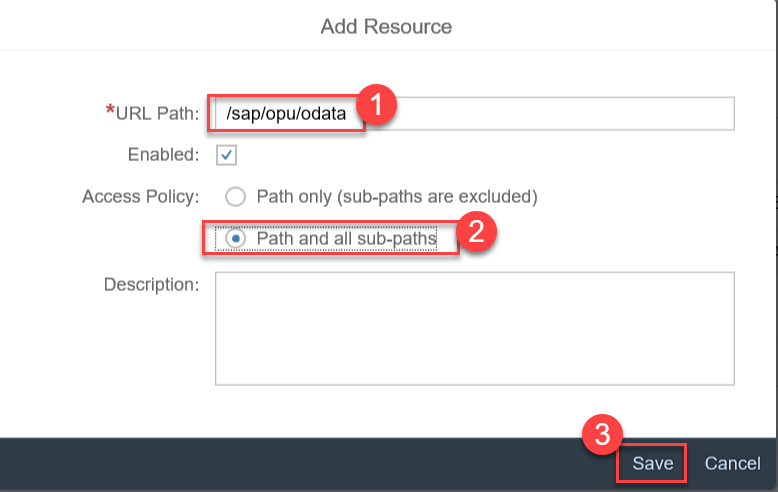 Add Resource
*URL Path: /sap/opu/odata 1
Enabled:
Access Policy: Path only (sub-paths are excluded)
Path and all sub-paths 2
Description:
3
Save Cancel